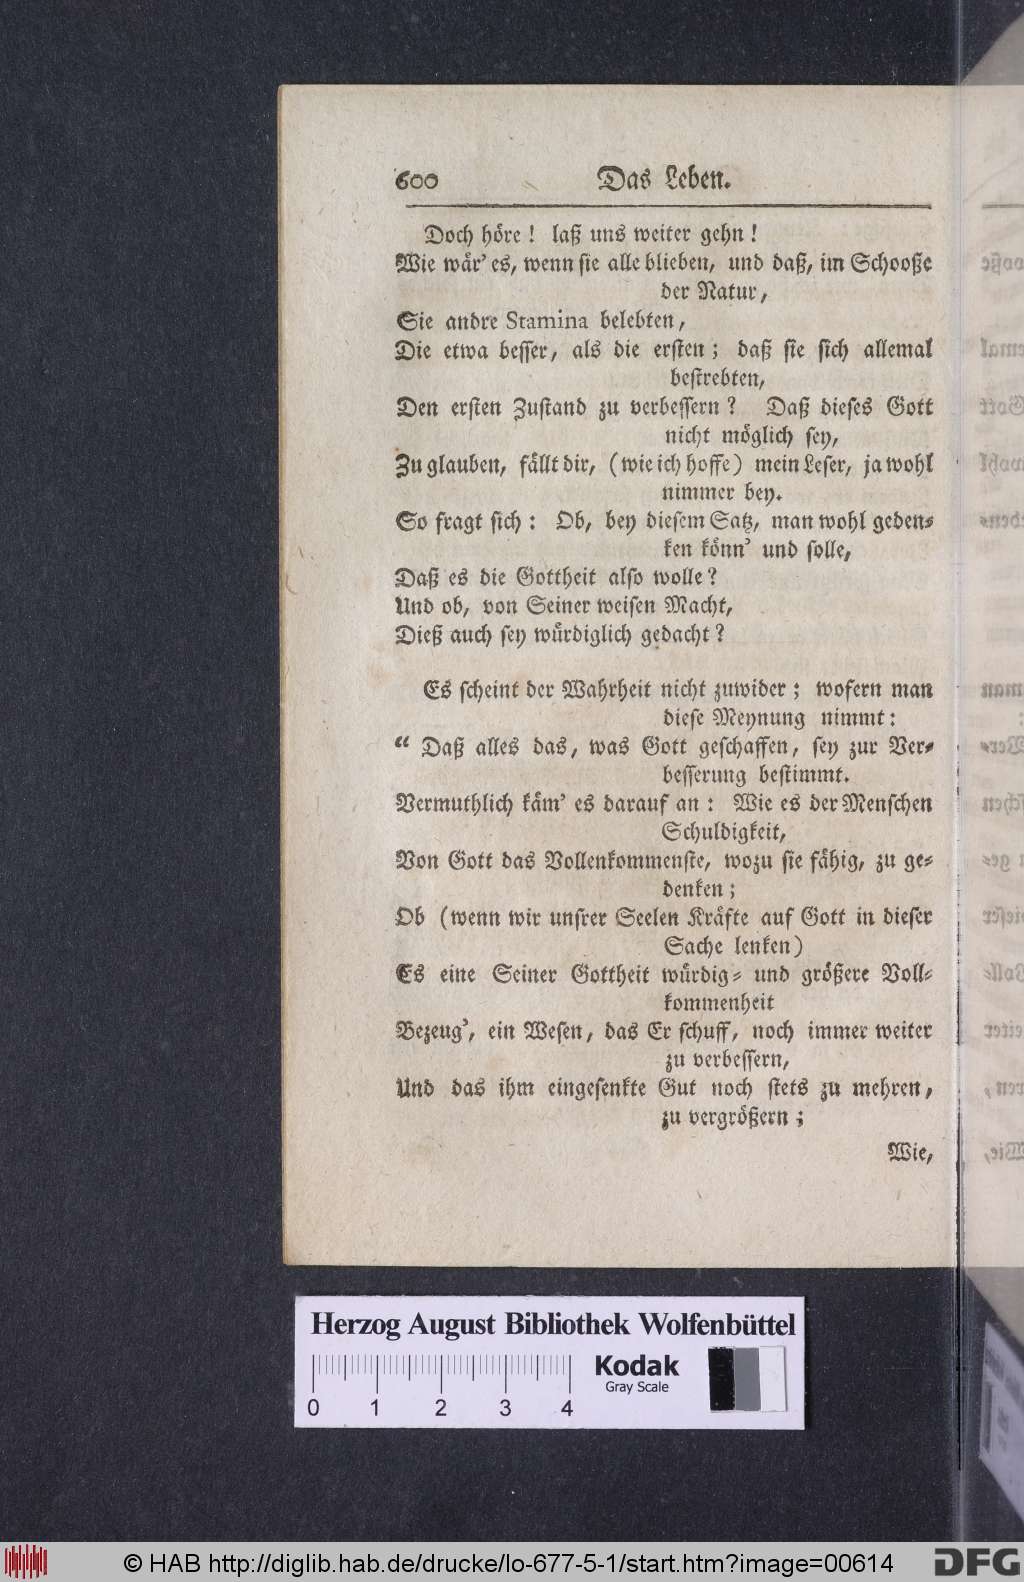 600 Das Leben.
Doch höre! laß uns weiter gehn!
Wie wär' es, wenn sie alle blieben, und daß, im Schooße
der Natur,
Sie andre Stamina belebten,
Die etwa besser, als die ersten; daß sie sich allemal
bestrebten,
Den ersten Zustand zu verbessern? Daß dieses Gott
nicht möglich sey,
Zu glauben, fällt dir, (wie ich hoffe) mein Leser, ja wohl
nimmer bey.
So fragt sich: Ob, bey diesem Satz, man wohl geden-
ken könn' und solle,
Daß es die Gottheit also wolle?
Und ob, von Seiner weisen Macht,
Dieß auch sey würdiglich gedacht?
Es scheint der Wahrheit nicht zuwider; wofern man
diese Meynung nimmt:
“ Daß alles das, was Gott geschaffen, sey zur Ver-
besserung bestimmt.
Vermuthlich käm' es darauf an: Wie es der Menschen
Schuldigkeit,
Von Gott das Vollenkommenste, wozu sie fähig, zu ge-
denken;
Ob (wenn wir unsrer Seelen Kräfte auf Gott in dieser
Sache lenken)
Es eine Seiner Gottheit würdig- und größere Voll-
kommenheit
Bezeug', ein Wesen, das Er schuff, noch immer weiter
zu verbessern,
Und das ihm eingesenkte Gut noch stets zu mehren,
zu vergrößern;
Wie,
Herzog August Bibliothek Wolfenbüttel
Kodak
Gray Scale
0 1 2 3 4
© HAB http://diglib.hab.de/drucke/lo-677-5-1/start.htm?image=00614
DFG